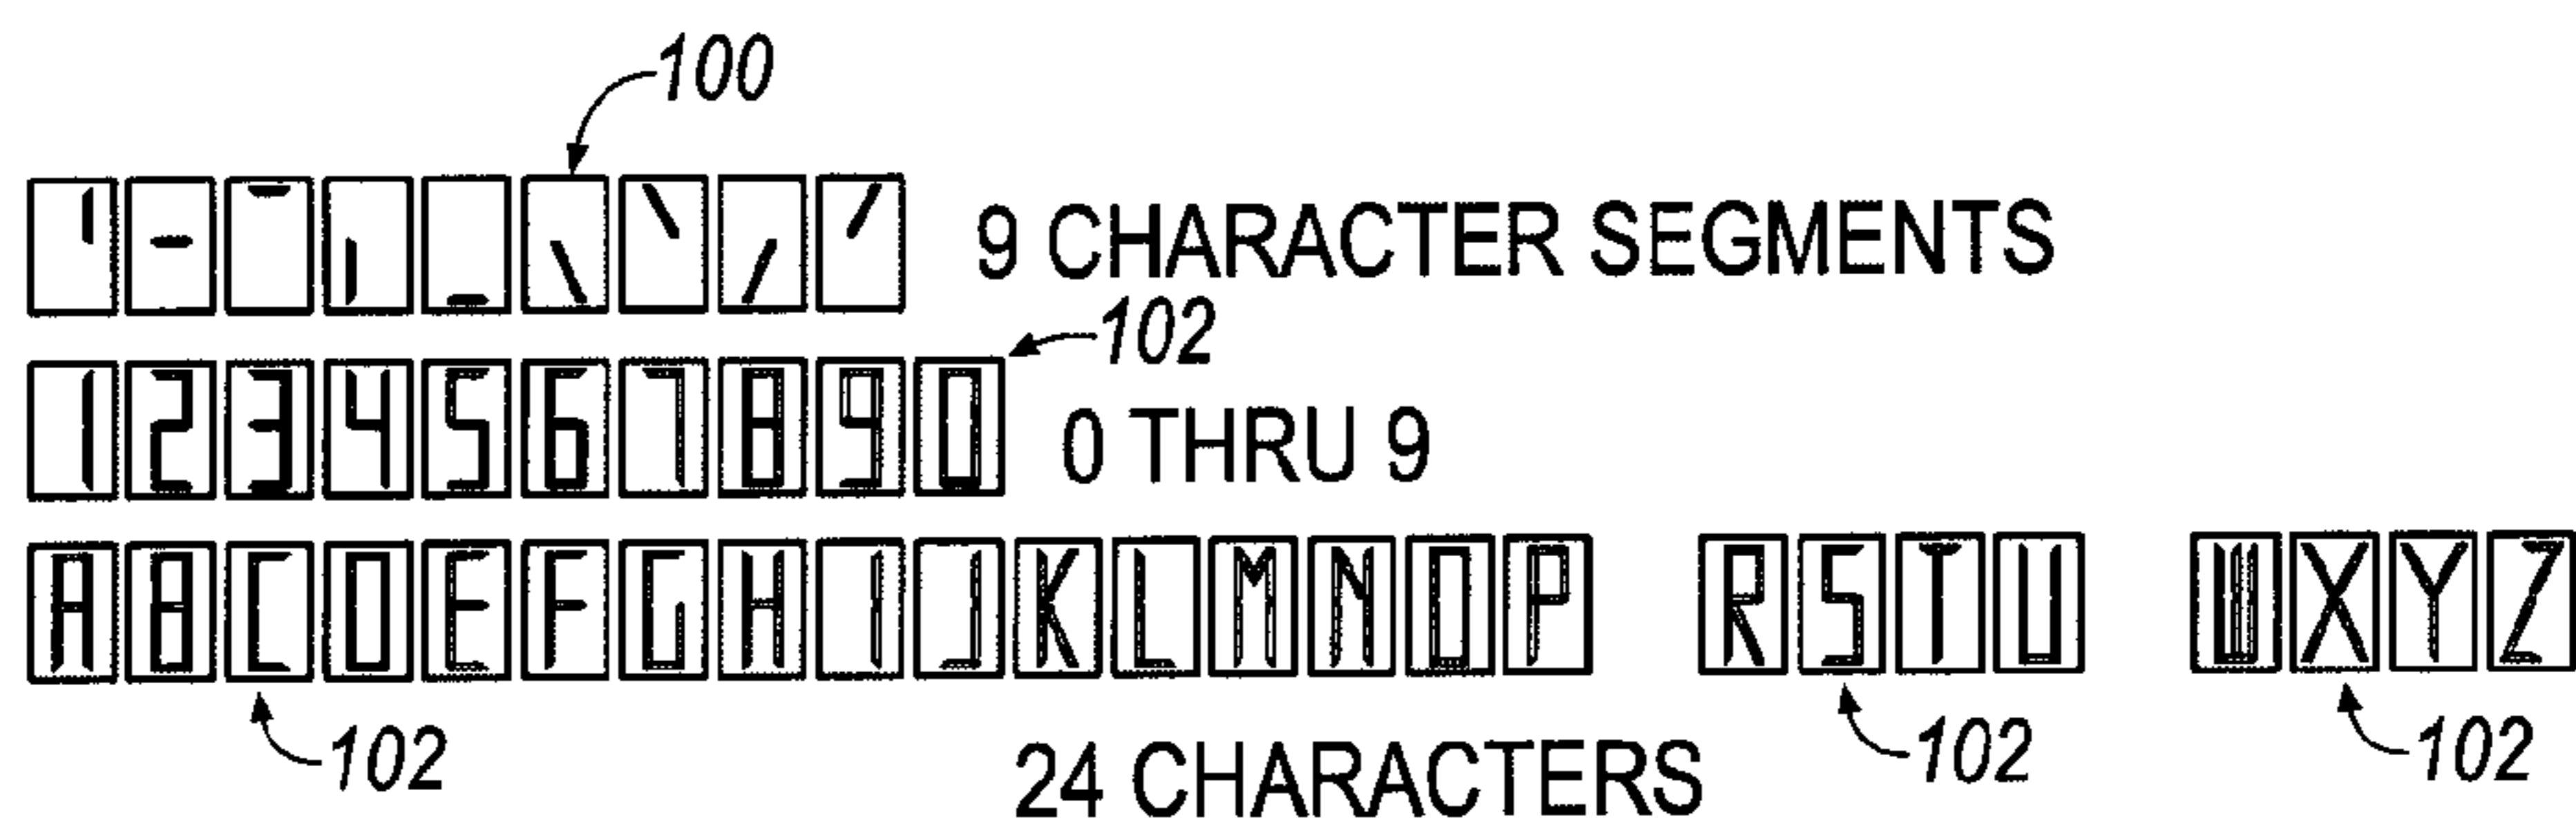 100
9 CHARACTER SEGMENTS
102
1234567890 0 THRU 9
ABCDEFGHIJKLMNOP RSTU WXYZ
102 24 CHARACTERS 102 102